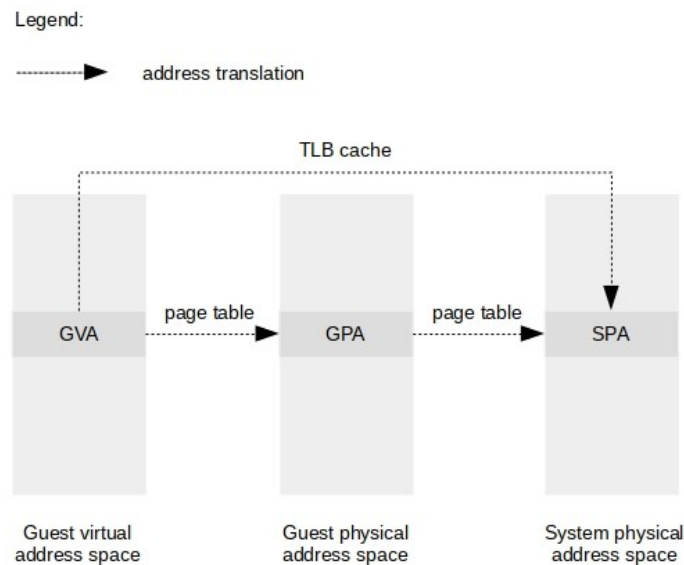 Legend:
address translation
TLB cache
page table
page table
GVA
GPA
SPA
Guest virtual
address space
Guest physical
address space
System physical
address space